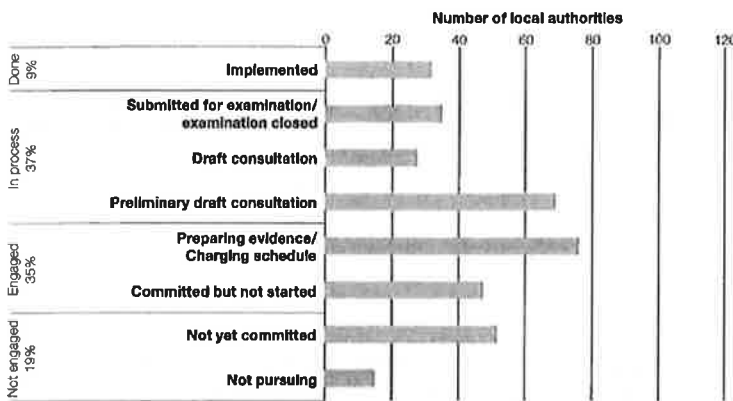 Number of local authorities
0 20 40 60 80 100 120
Done
9%
Implemented
In process
37%
Submitted for examination/
examination closed
Draft consultation
Preliminary draft consultation
Engaged
35%
Preparing evidence/
Charging schedule
Committed but not started
Not engaged
19%
Not yet committed
Not pursuing